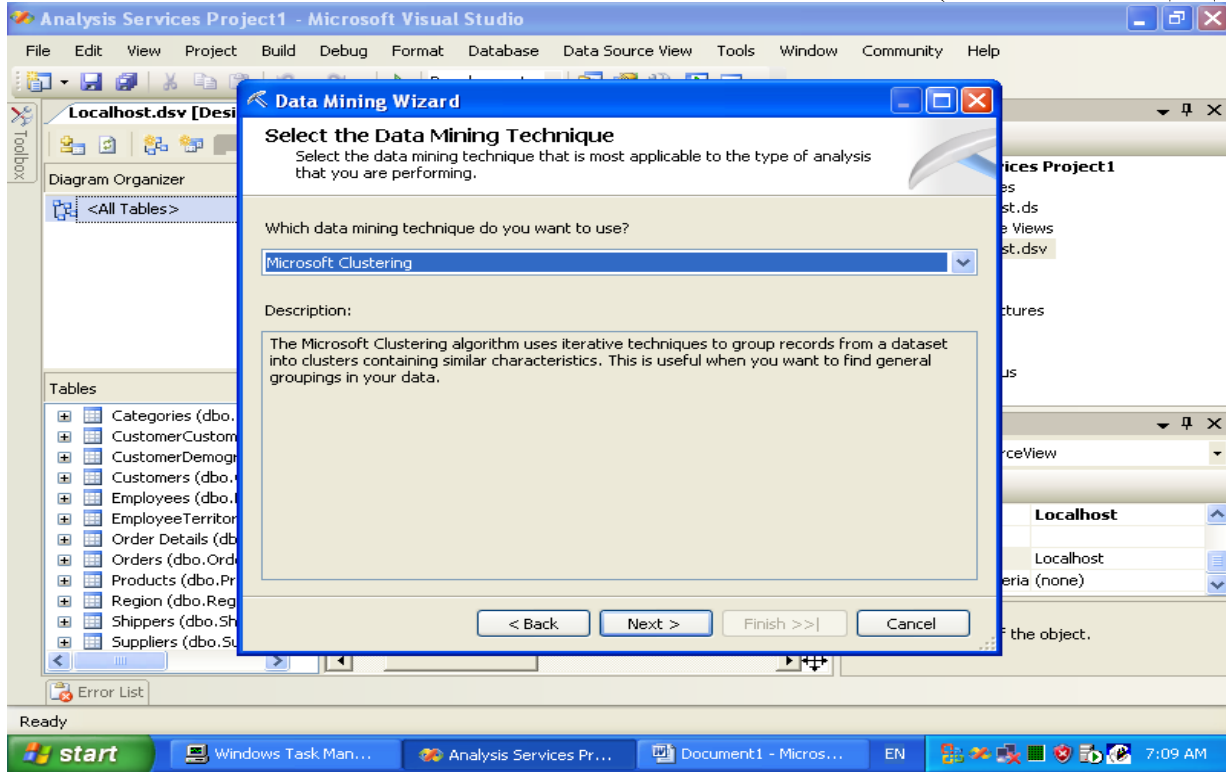 Analysis Services Project1 - Microsoft Visual Studio
File Edit View Project Build Debug Format Database Data Source View Tools Window Community Help
Toolbox
Localhost.dsv [Desi
Diagram Organizer
<All Tables>
Tables
Categories (dbo.
CustomerCustom
CustomerDemogr
Customers (dbo.
Employees (dbo.
EmployeeTerritor
Order Details (db
Orders (dbo.Orde
Products (dbo.Pr
Region (dbo.Reg
Shippers (dbo.Sh
Suppliers (dbo.Su
Data Mining Wizard
Select the Data Mining Technique
Select the data mining technique that is most applicable to the type of analysis
that you are performing.
Which data mining technique do you want to use?
Microsoft Clustering
Description:
The Microsoft Clustering algorithm uses iterative techniques to group records from a dataset
into clusters containing similar characteristics. This is useful when you want to find general
groupings in your data.
< Back Next > Finish >>| Cancel
ices Project1
es
st.ds
e Views
st.dsv
tures
us
rceView
Localhost
Localhost
eria (none)
f the object.
Error List
Ready
start Windows Task Man... Analysis Services Pr... Document1 - Micros... EN 7:09 AM